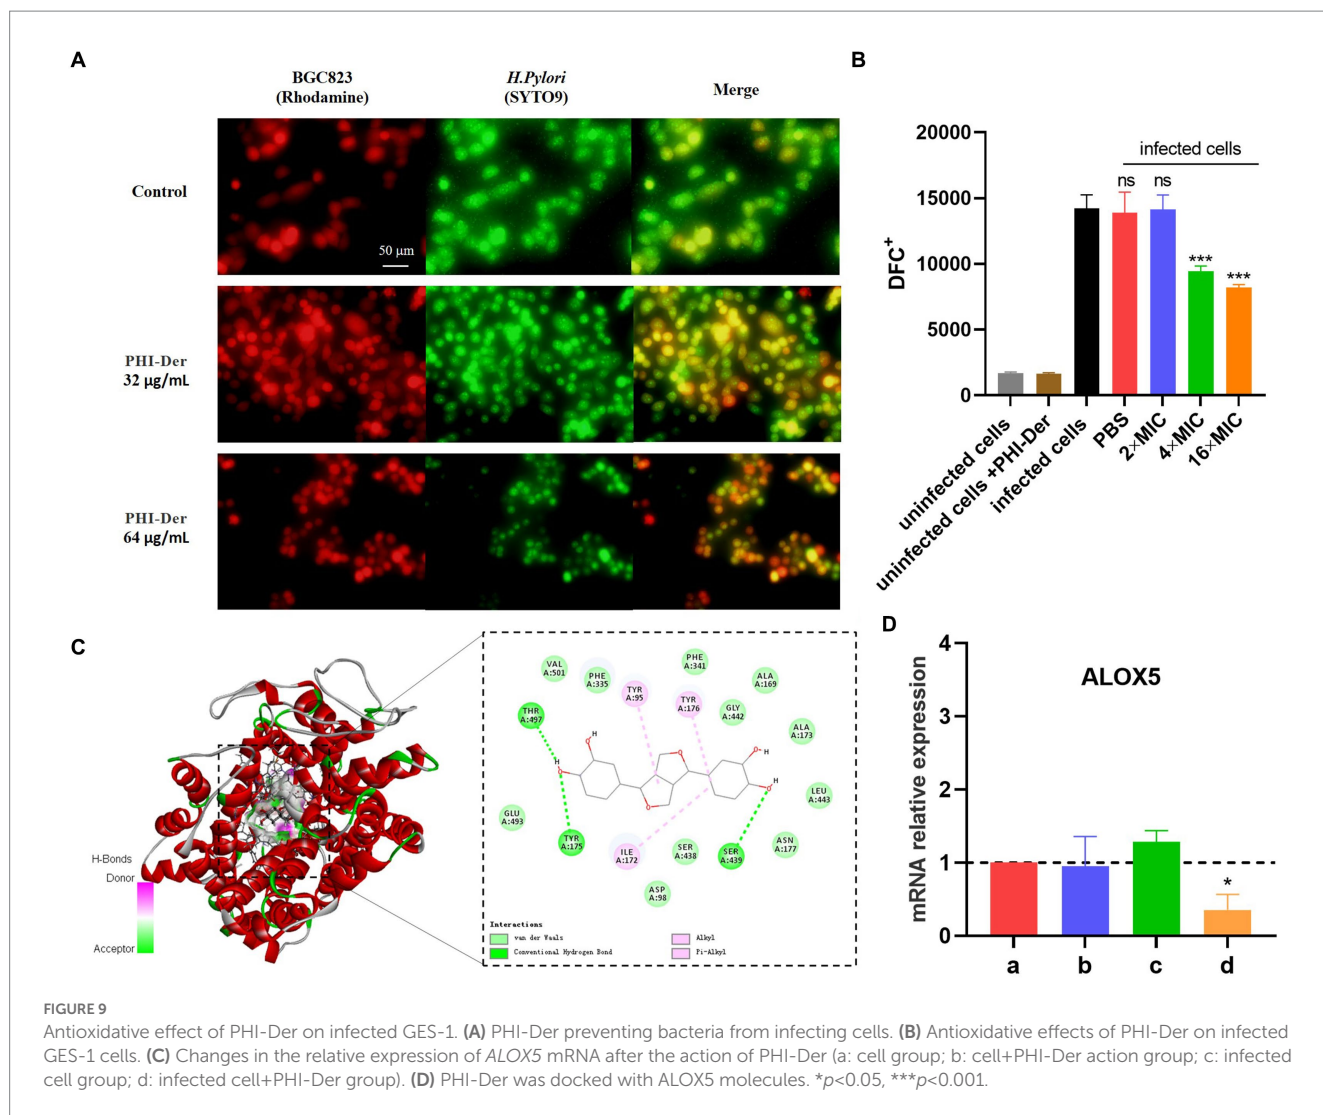 A
BGC823
(Rhodamine)
H.Pylori
(SYTO9)
Merge
Control
50 μm
PHI-Der
32 μg/mL
PHI-Der
64 μg/mL
B
20000
15000
10000
5000
0
DFC+
infected cells
ns
ns
***
***
uninfected cells
uninfected cells +PHI-Der
infected cells
PBS
2×MIC
4×MIC
16×MIC
C
H-Bonds
Donor
Acceptor
VAL
A:501
PHE
A:335
PHE
A:341
TYR
A:95
TYR
A:176
ALA
A:169
GLY
A:442
THR
A:497
ALA
A:173
H
O
H
O
O
O
O
H
O
H
LEU
A:443
GLU
A:493
TYR
A:175
ILE
A:172
SER
A:438
SER
A:439
ASN
A:177
ASP
A:98
Interactions
van der Waals
Conventional Hydrogen Bond
Alkyl
Pi-Alkyl
D
ALOX5
mRNA relative expression
4
3
2
1
0
*
a
b
c
d
FIGURE 9
Antioxidative effect of PHI-Der on infected GES-1. (A) PHI-Der preventing bacteria from infecting cells. (B) Antioxidative effects of PHI-Der on infected
GES-1 cells. (C) Changes in the relative expression of ALOX5 mRNA after the action of PHI-Der (a: cell group; b: cell+PHI-Der action group; c: infected
cell group; d: infected cell+PHI-Der group). (D) PHI-Der was docked with ALOX5 molecules. *p<0.05, ***p<0.001.